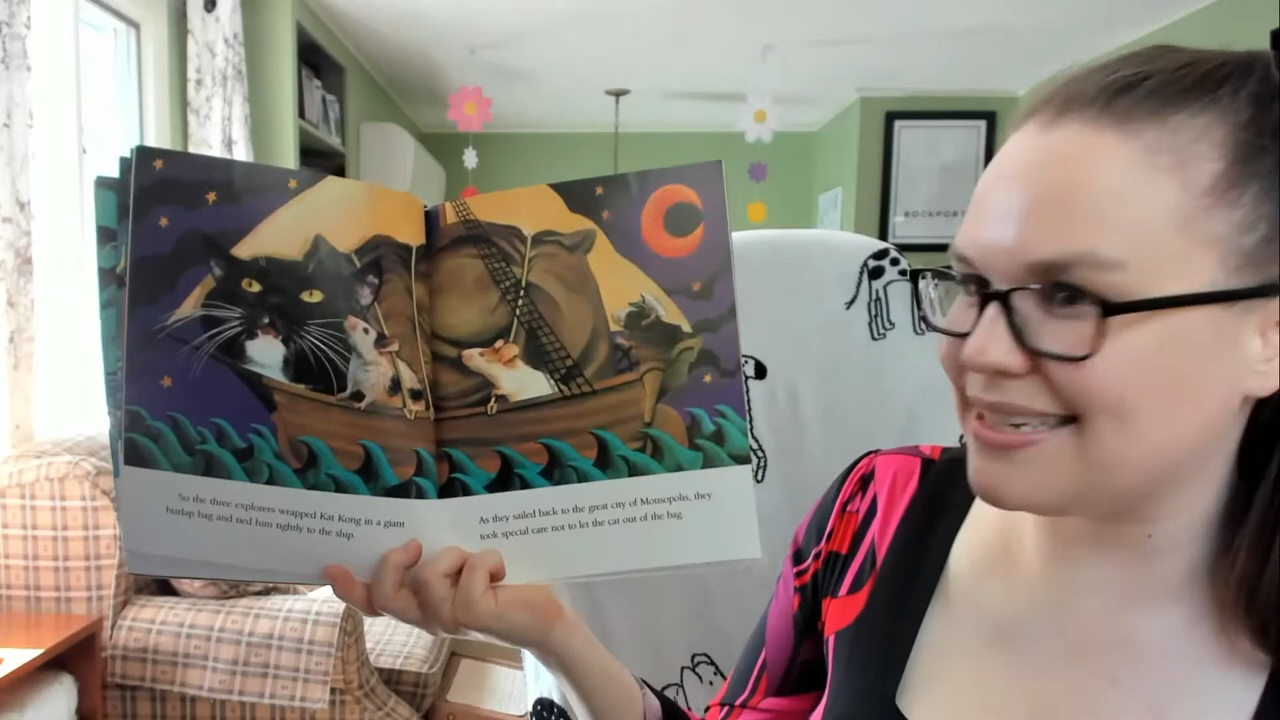 So the three explorers wrapped Kat Kong in a giant
burlap bag and tied him tightly to the ship.
As they sailed back to the great city of Mousopolis, they
took special care not to let the cat out of the bag.
ROCKPORT